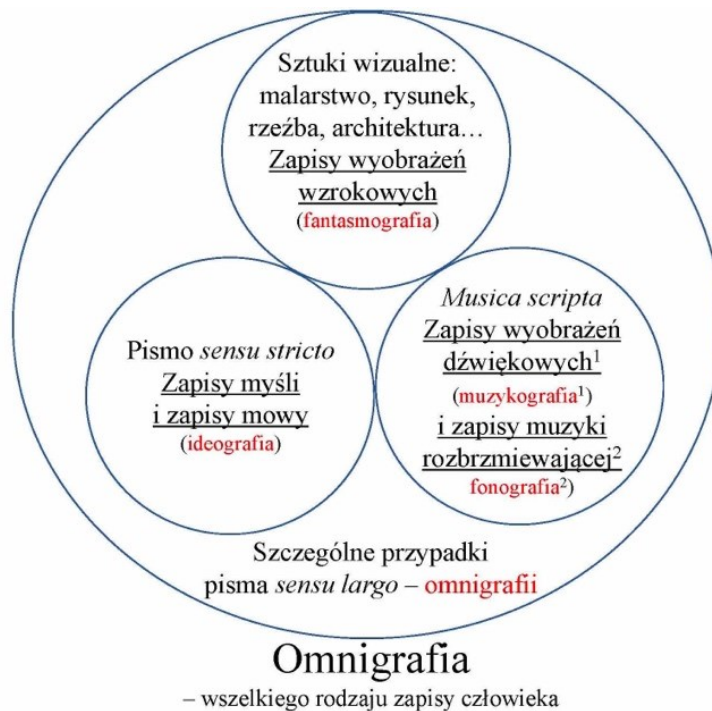 Sztuki wizualne:
malarstwo, rysunek,
rzeźba, architektura…
Zapisy wyobrażeń
wzrokowych
(fantasmografia)
Pismo sensu stricto
Zapisy myśli
i zapisy mowy
(ideografia)
Musica scripta
Zapisy wyobrażeń
dźwiękowych¹
(muzykografia¹)
i zapisy muzyki
rozbrzmiewającej²
fonografia²)
Szczególne przypadki
pisma sensu largo – omnigrafii
Omnigrafia
– wszelkiego rodzaju zapisy człowieka